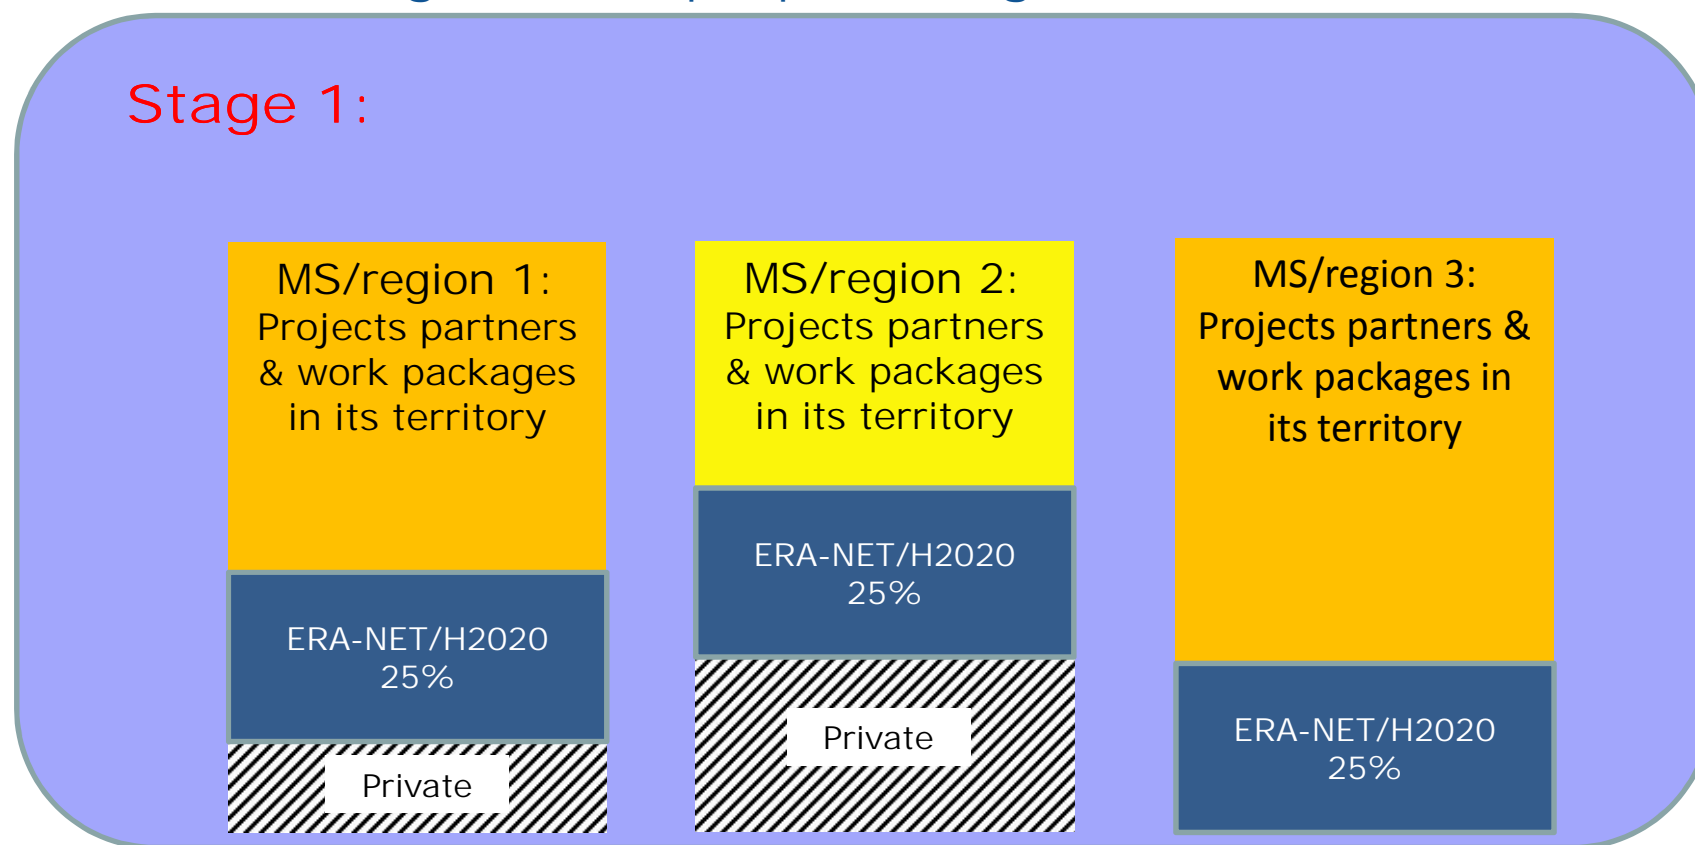 Stage 1:
MS/region 1:
Projects partners
& work packages
in its territory
ERA-NET/H2020
25%
Private
MS/region 2:
Projects partners
& work packages
in its territory
ERA-NET/H2020
25%
Private
MS/region 3:
Projects partners &
work packages in
its territory
ERA-NET/H2020
25%